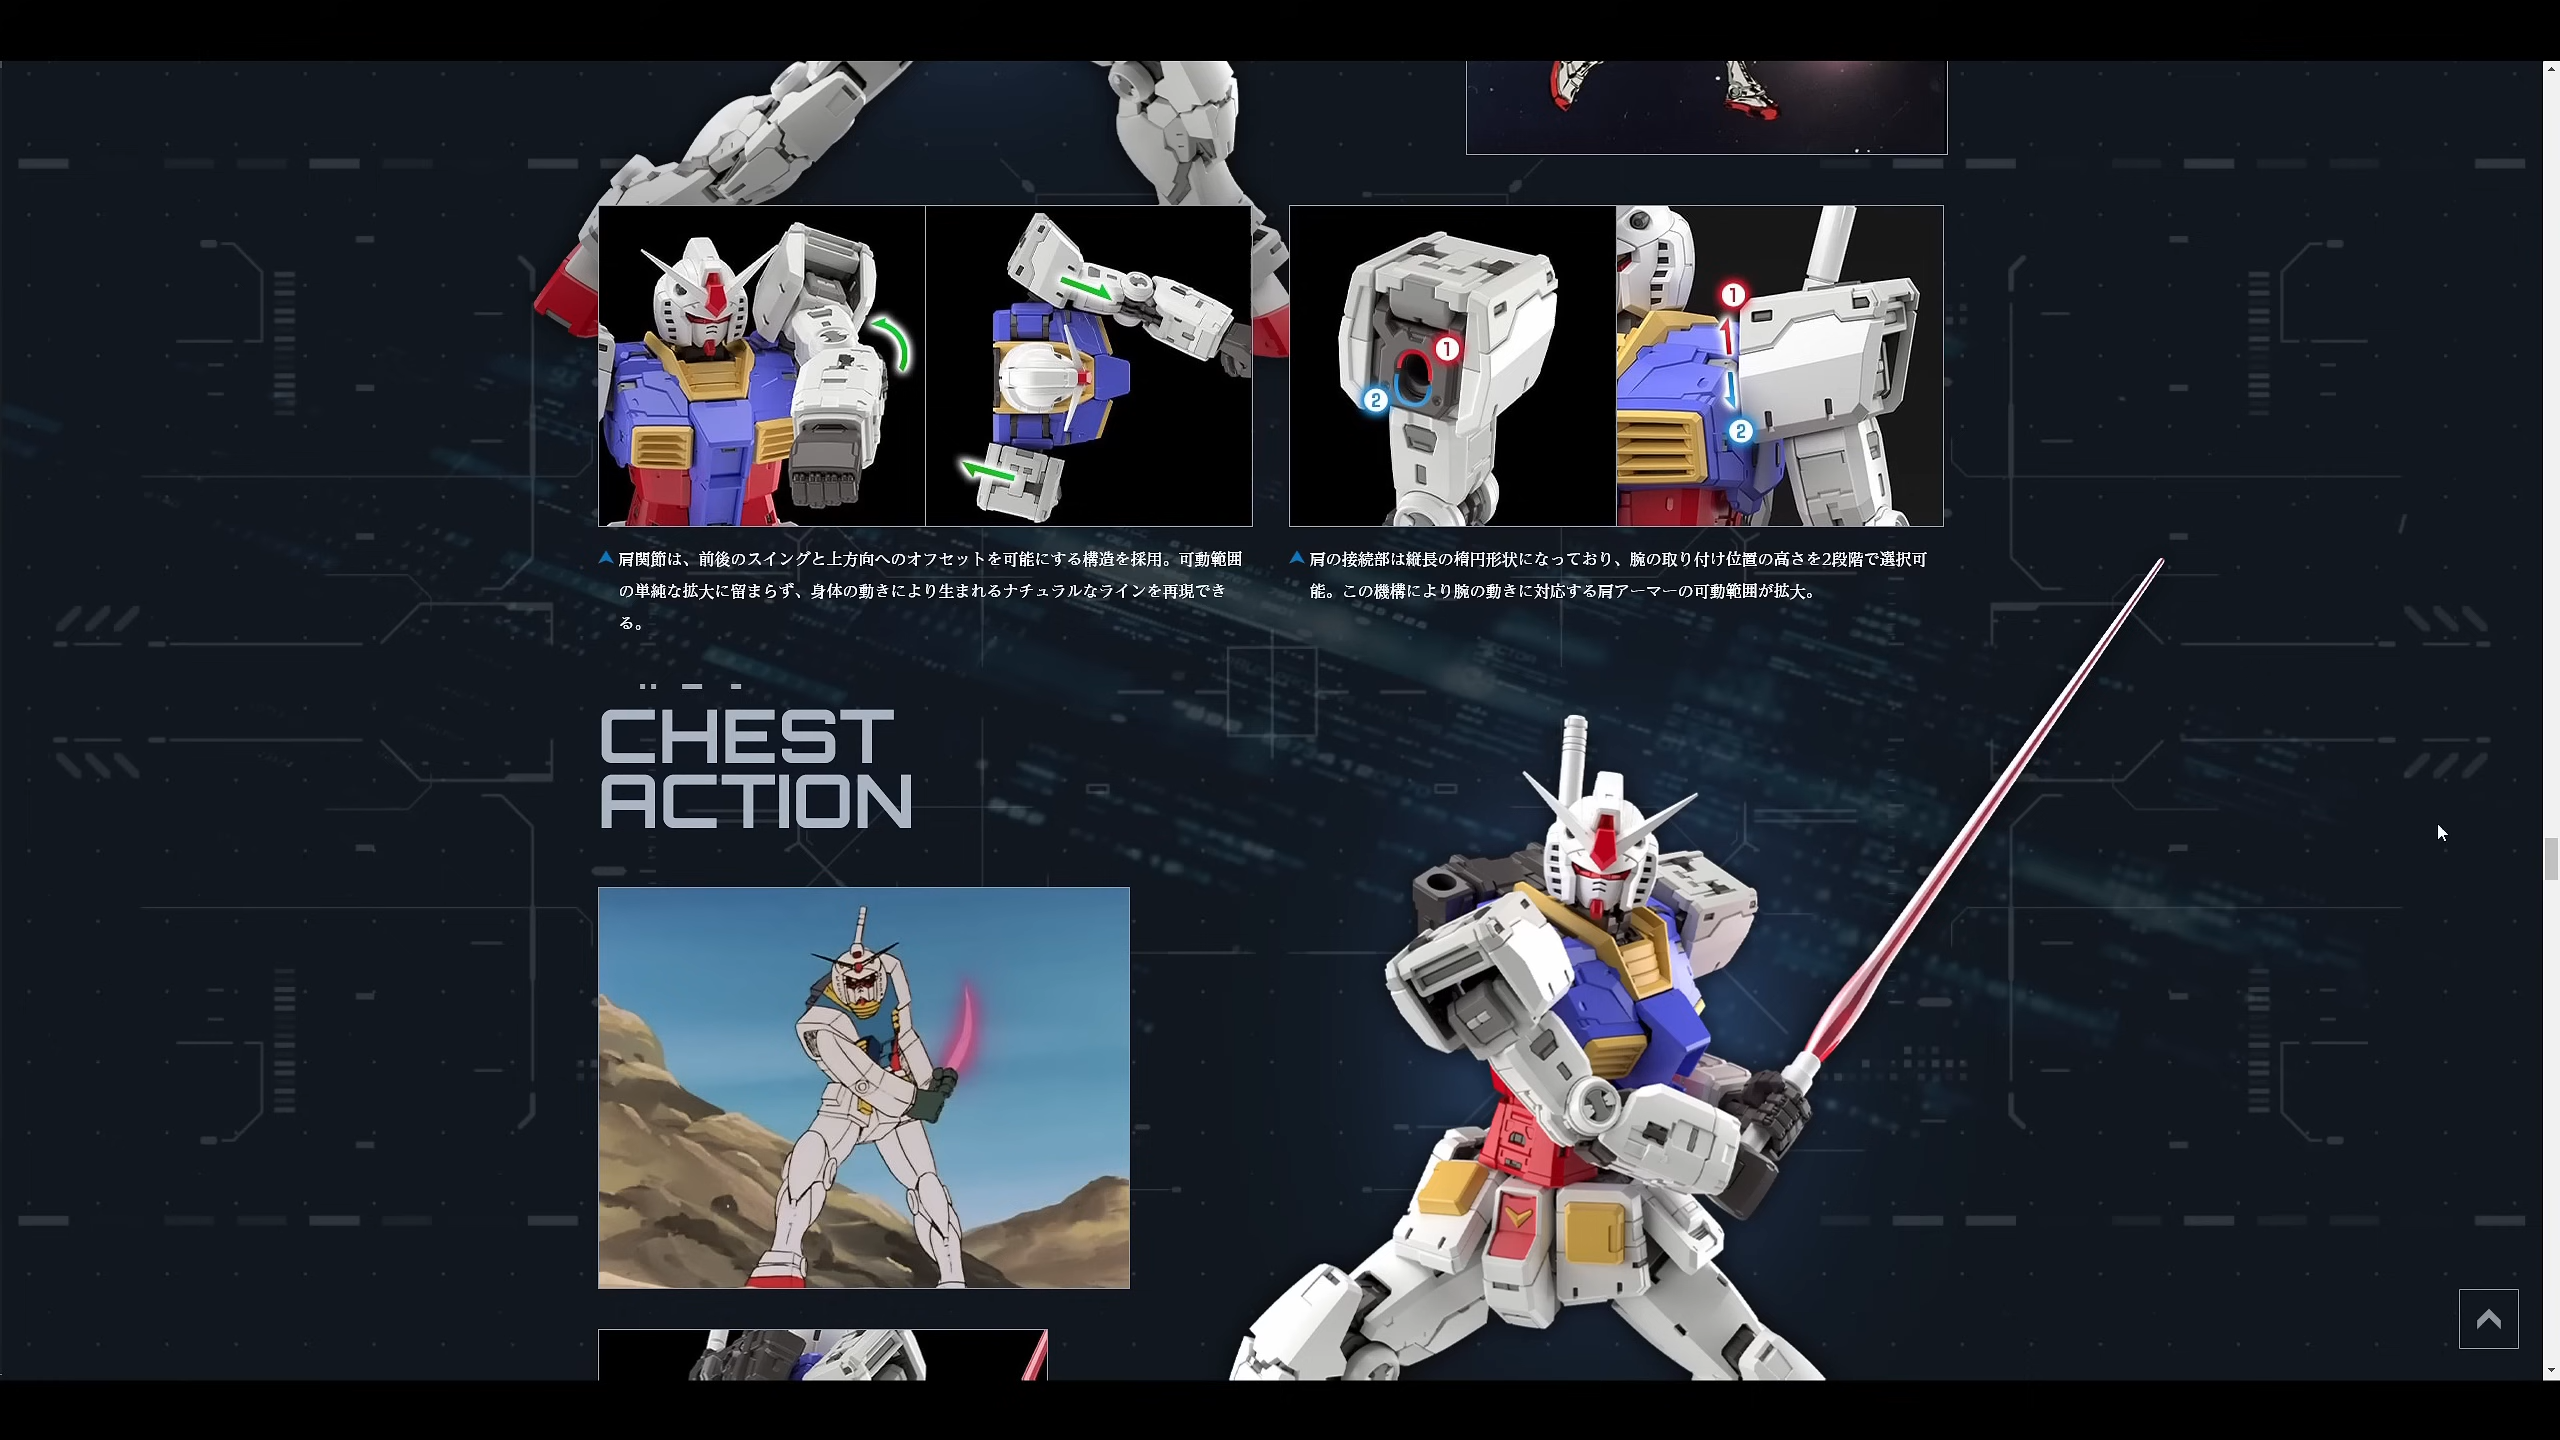 1
2
1
2
肩関節は、前後のスイングと上方向へのオフセットを可能にする構造を採用。可動範囲
の単純な拡大に留まらず、身体の動きにより生まれるナチュラルなラインを再現でき
る。
肩の接続部は縦長の楕円形状になっており、腕の取り付け位置の高さを2段階で選択可
能。この機構により腕の動きに対応する肩アーマーの可動範囲が拡大。
CHEST
ACTION